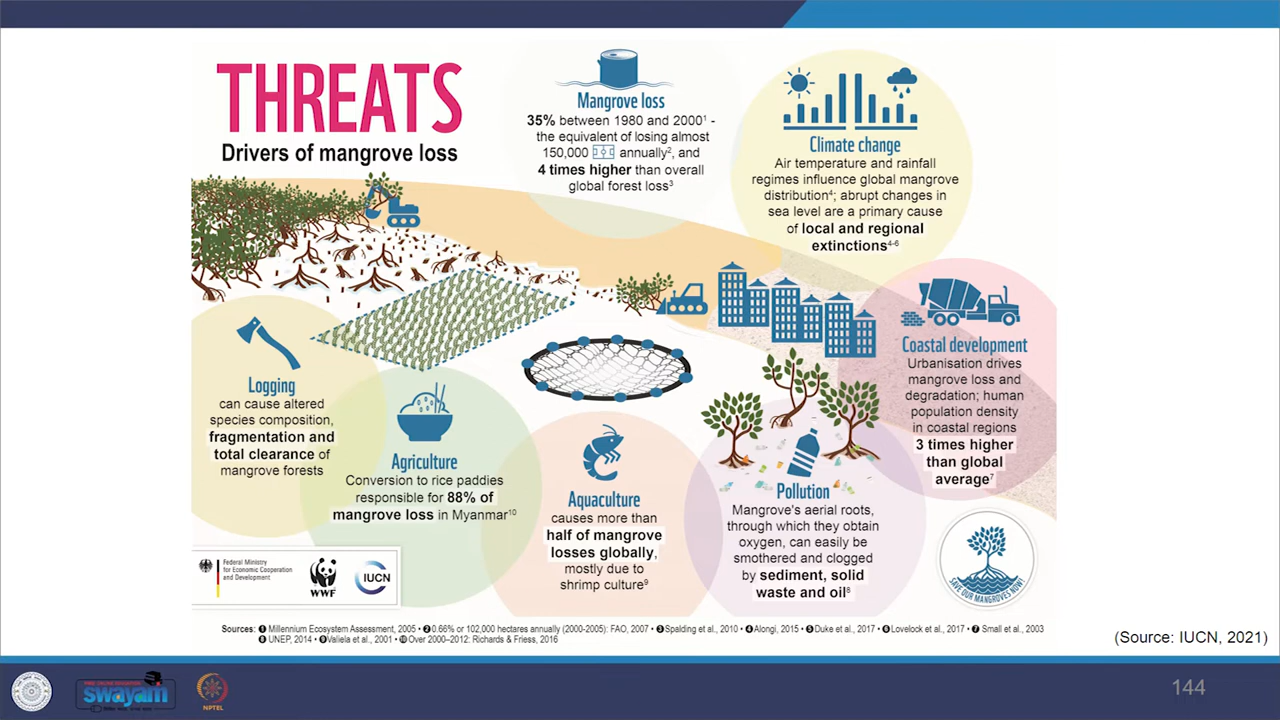 THREATS
Drivers of mangrove loss
Mangrove loss
35% between 1980 and 2000¹ -
the equivalent of losing almost
150,000 annually², and
4 times higher than overall
global forest loss³
Climate change
Air temperature and rainfall
regimes influence global mangrove
distribution⁴; abrupt changes in
sea level are a primary cause
of local and regional
extinctions⁴⁻⁶
Coastal development
Urbanisation drives
mangrove loss and
degradation; human
population density
in coastal regions
3 times higher
than global
average⁷
Logging
can cause altered
species composition,
fragmentation and
total clearance of
mangrove forests
Agriculture
Conversion to rice paddies
responsible for 88% of
mangrove loss in Myanmar¹⁰
Aquaculture
causes more than
half of mangrove
losses globally,
mostly due to
shrimp culture⁹
Pollution
Mangrove's aerial roots,
through which they obtain
oxygen, can easily be
smothered and clogged
by sediment, solid
waste and oil⁸
Federal Ministry
for Economic Cooperation
and Development
WWF
IUCN
SAVE OUR MANGROVES NOW!
Sources: ❶ Millennium Ecosystem Assessment, 2005 • ❷ 0.66% or 102,000 hectares annually (2000-2005): FAO, 2007 • ❸ Spalding et al., 2010 • ❹ Alongi, 2015 • ❺ Duke et al., 2017 • ❻ Lovelock et al., 2017 • ❼ Small et al., 2003
❽ UNEP, 2014 • ❾ Valiela et al., 2001 • ❿ Over 2000–2012: Richards & Friess, 2016
(Source: IUCN, 2021)
swayam
NPTEL
144